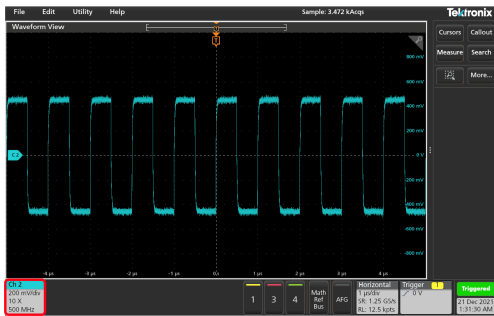 File Edit Utility Help Sample: 3.472 kAcqs Tektronix
Waveform View
Cursors Callout
Measure Search
More...
800 mV
400 mV
200 mV
C2 0 V
-200 mV
-400 mV
-600 mV
-800 mV
-4 µs -3 µs -2 µs -1 µs 0 s 1 µs 2 µs 3 µs 4 µs
Ch 2
200 mV/div
10 X
500 MHz
1 3 4
Math
Ref
Bus
AFG
Horizontal
1 µs/div
SR: 1.25 GS/s
RL: 12.5 kpts
Trigger 1
0 V
Triggered
21 Dec 2021
1:31:30 AM